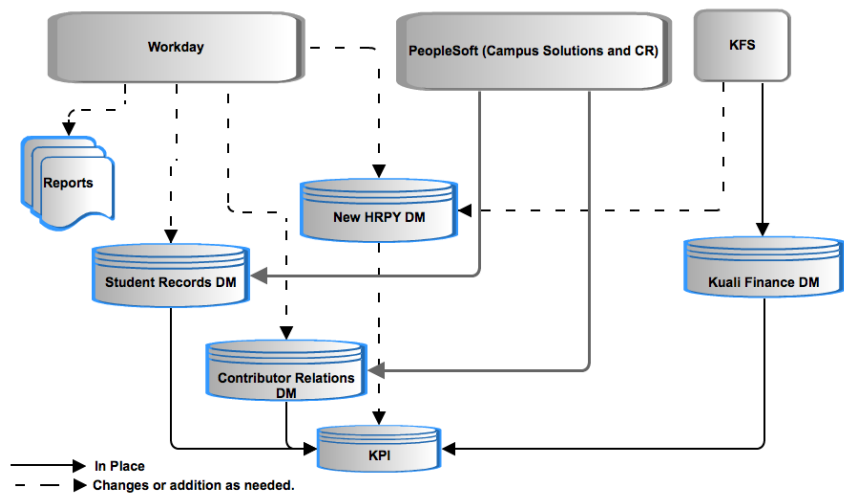 Workday
PeopleSoft (Campus Solutions and CR)
KFS
Reports
New HRPY DM
Student Records DM
Kuali Finance DM
Contributor Relations
DM
KPI
In Place
Changes or addition as needed.